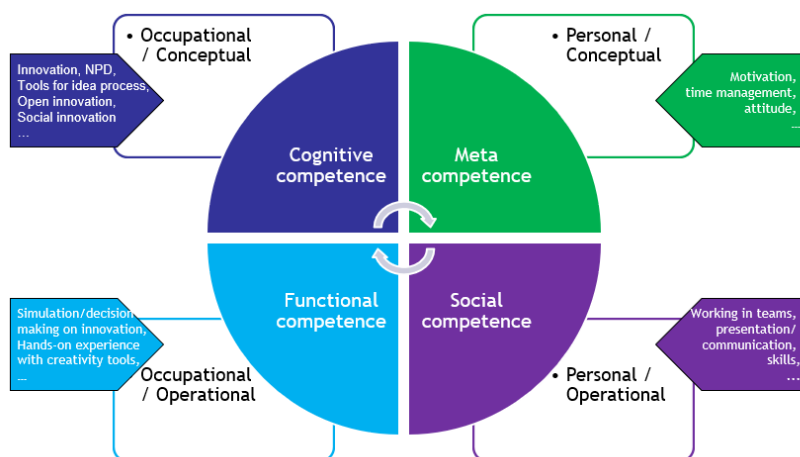 • Occupational
/ Conceptual
Innovation, NPD,
Tools for idea process,
Open innovation,
Social innovation
...
Cognitive
competence
• Personal /
Conceptual
Motivation,
time management,
attitude,
...
Meta
competence
Functional
competence
Simulation/decision
making on innovation,
Hands-on experience
with creativity tools,
...
Occupational
/ Operational
Social
competence
Working in teams,
presentation/
communication,
skills,
...
• Personal /
Operational